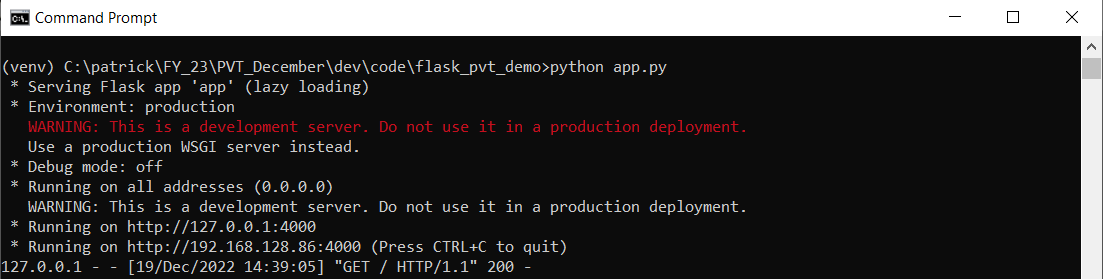 Command Prompt
(venv) C:\patrick\FY_23\PVT_December\dev\code\flask_pvt_demo>python app.py
* Serving Flask app 'app' (lazy loading)
* Environment: production
WARNING: This is a development server. Do not use it in a production deployment.
Use a production WSGI server instead.
* Debug mode: off
* Running on all addresses (0.0.0.0)
WARNING: This is a development server. Do not use it in a production deployment.
* Running on http://127.0.0.1:4000
* Running on http://192.168.128.86:4000 (Press CTRL+C to quit)
127.0.0.1 - - [19/Dec/2022 14:39:05] "GET / HTTP/1.1" 200 -